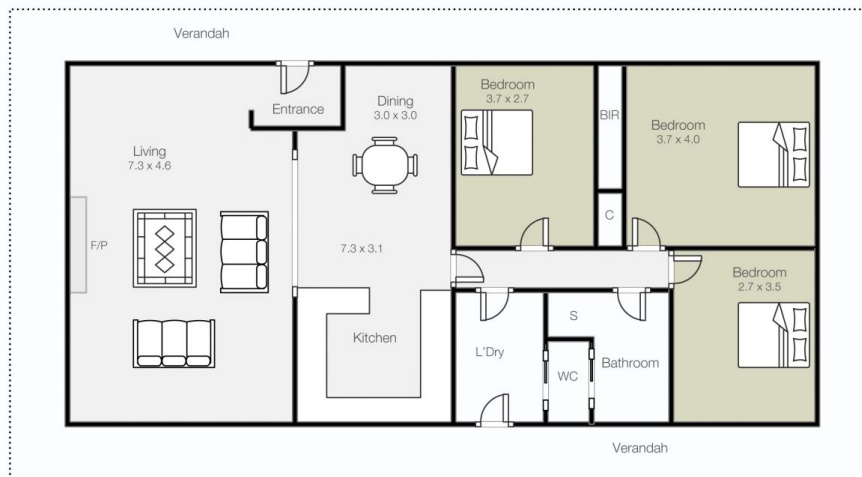 Verandah
Entrance
Dining
3.0 x 3.0
Bedroom
3.7 x 2.7
BIR
Bedroom
3.7 x 4.0
Living
7.3 x 4.6
C
F/P
7.3 x 3.1
Bedroom
2.7 x 3.5
Kitchen
L'Dry
S
WC
Bathroom
Verandah